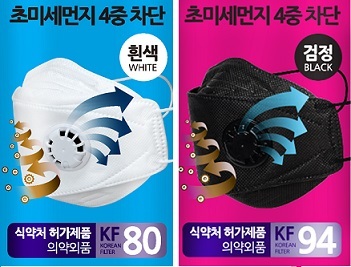 초미세먼지 4중 차단
흰색
WHITE
식약처 허가제품
의약외품
KF
KOREAN
FILTER
80
초미세먼지 4중 차단
검정
BLACK
식약처 허가제품
의약외품
KF
KOREAN
FILTER
94